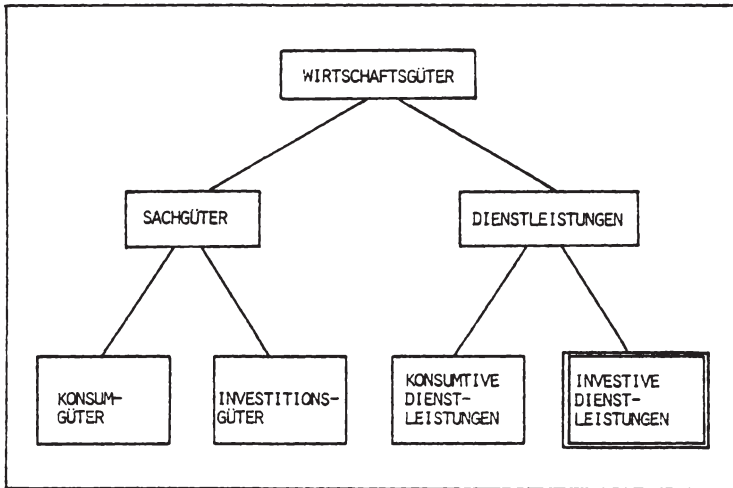 WIRTSCHAFTSGÜTER
SACHGÜTER
DIENSTLEISTUNGEN
KONSUM-
GÜTER
INVESTITIONS-
GÜTER
KONSUMTIVE
DIENST-
LEISTUNGEN
INVESTIVE
DIENST-
LEISTUNGEN